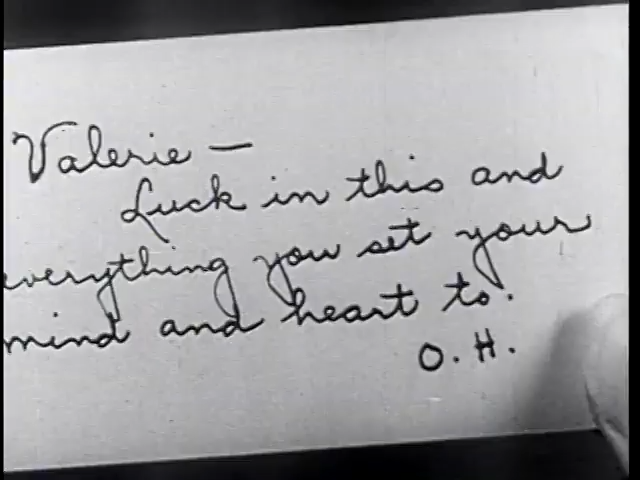 Valerie —
Luck in this and
everything you set your
mind and heart to.
O. H.